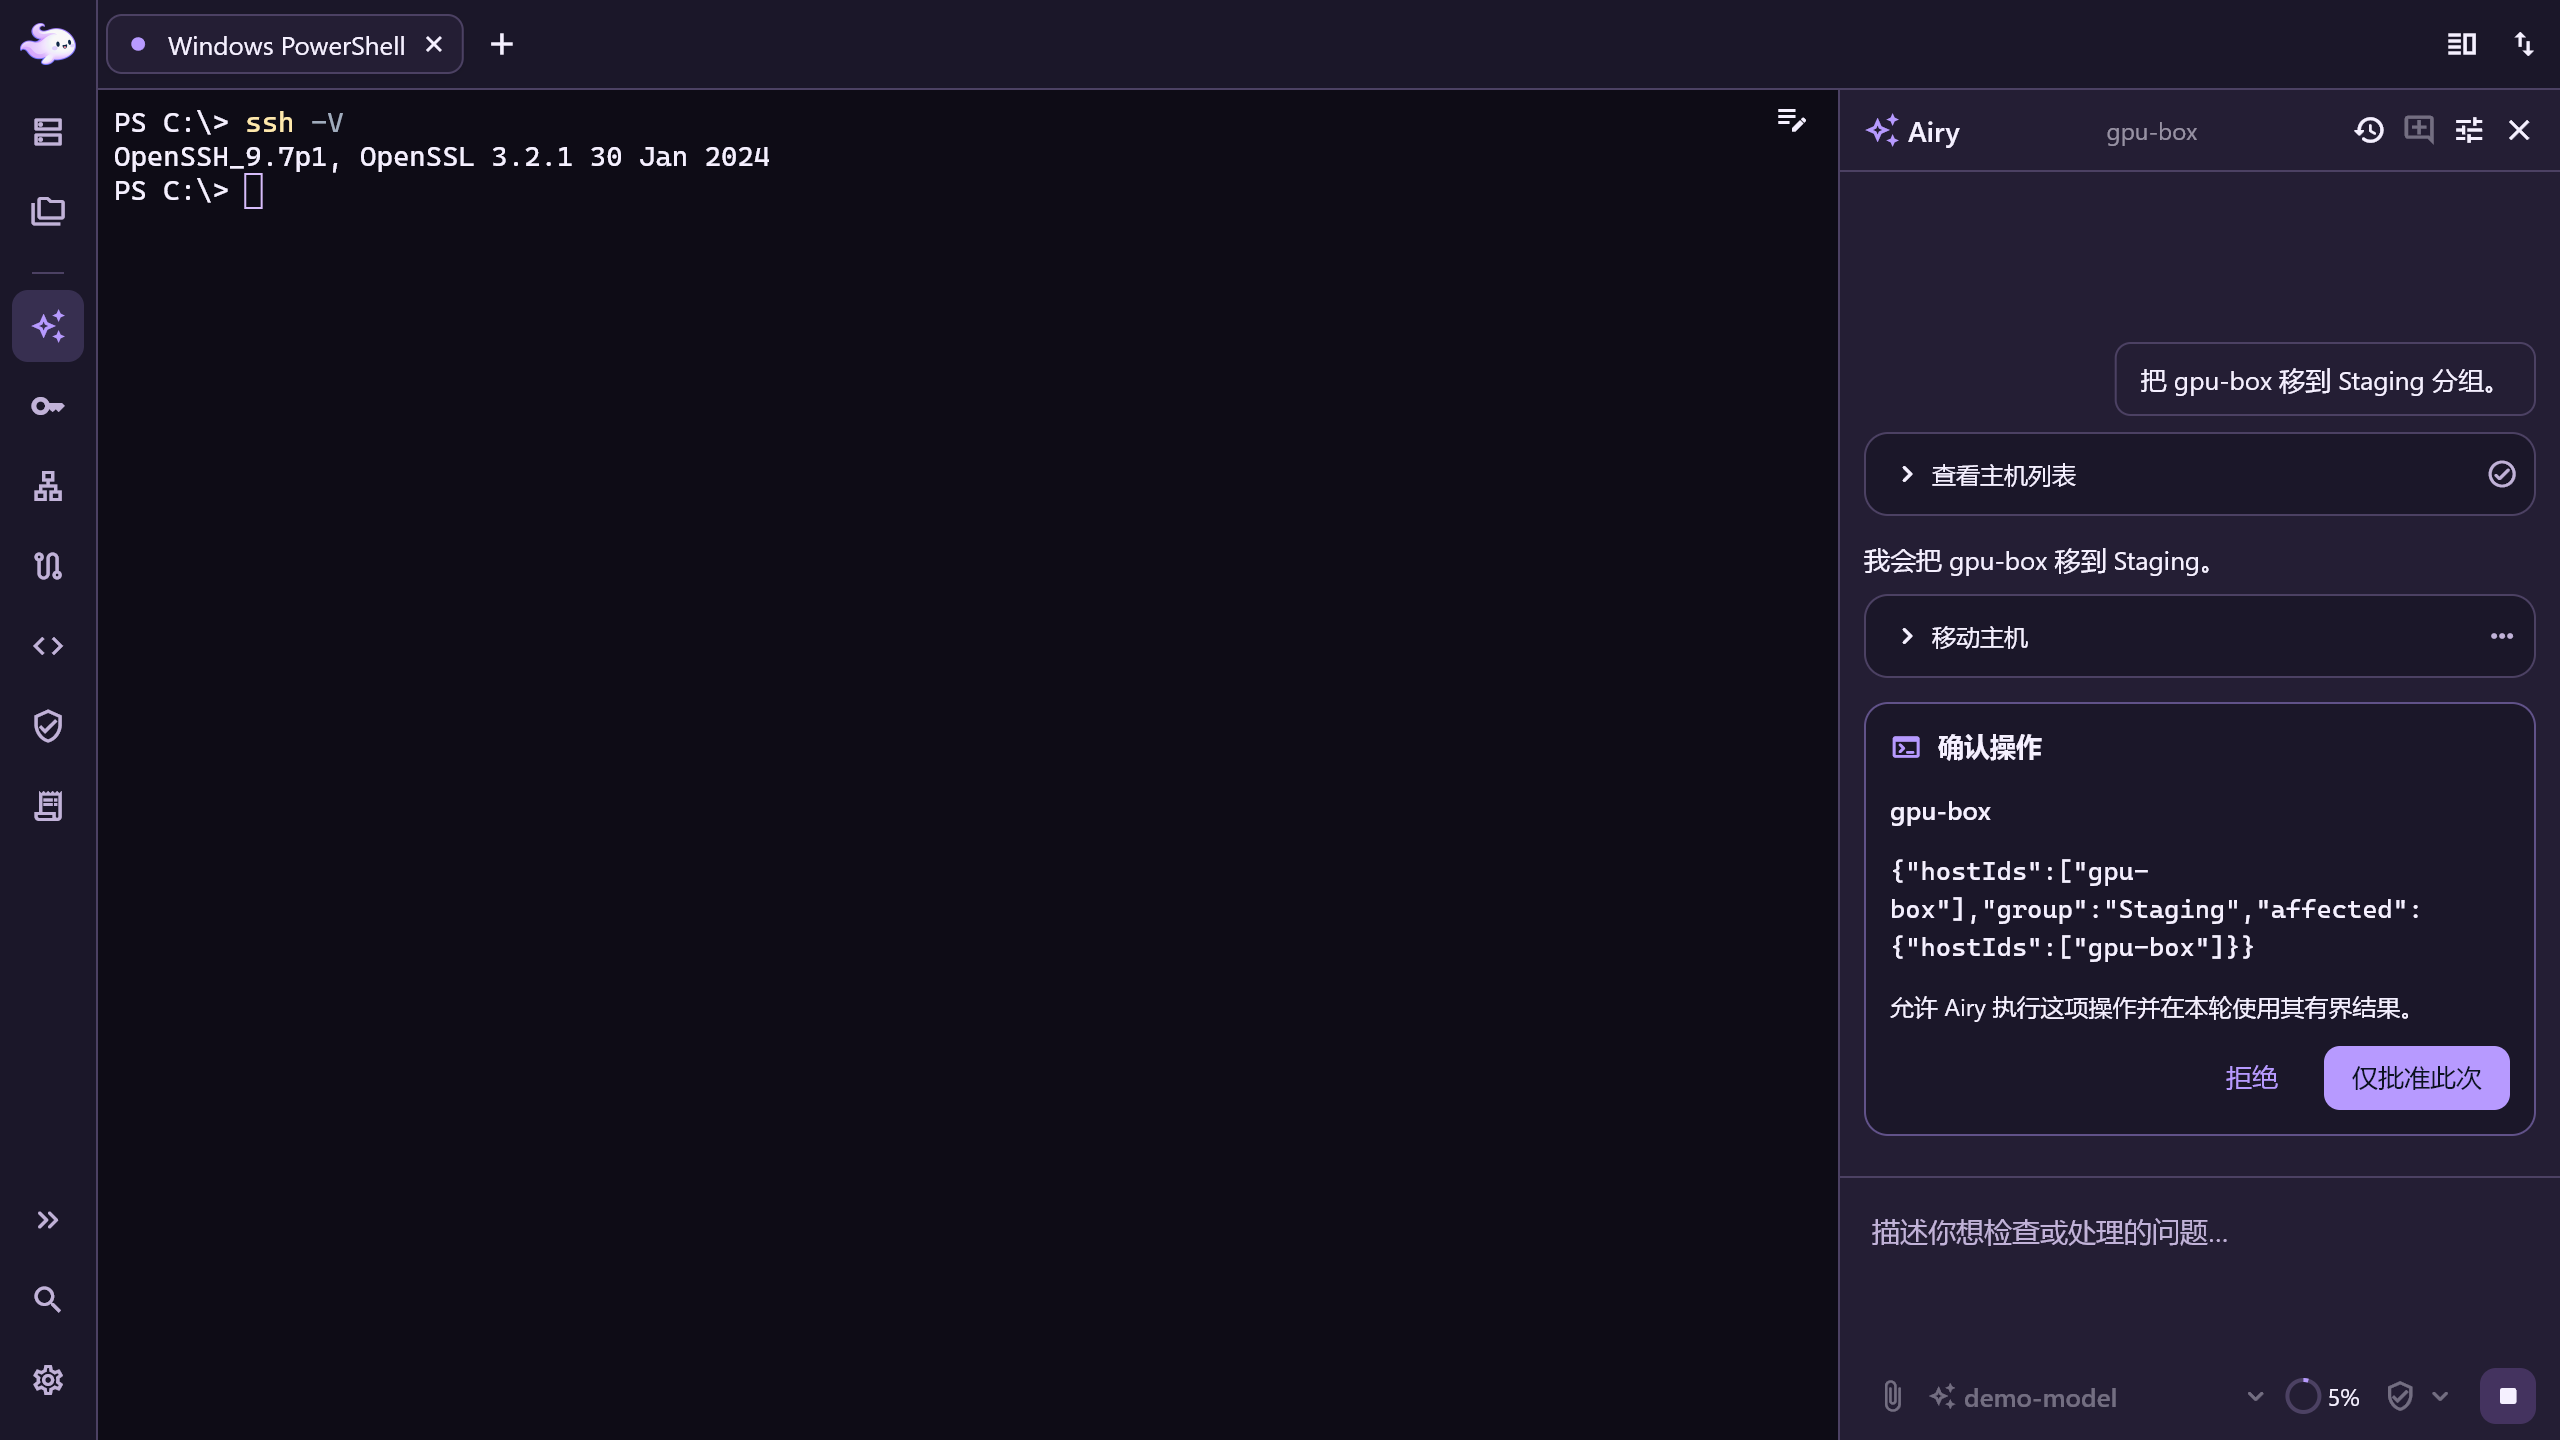 Windows PowerShell
PS C:\> ssh -V
OpenSSH_9.7p1, OpenSSL 3.2.1 30 Jan 2024
PS C:\>
Airy
gpu-box
把 gpu-box 移到 Staging 分组。
查看主机列表
我会把 gpu-box 移到 Staging。
移动主机
确认操作
gpu-box
{"hostIds":["gpu-
box"],"group":"Staging","affected":
{"hostIds":["gpu-box"]}}
允许 Airy 执行这项操作并在本轮使用其有界结果。
拒绝
仅批准此次
描述你想检查或处理的问题...
demo-model
5%